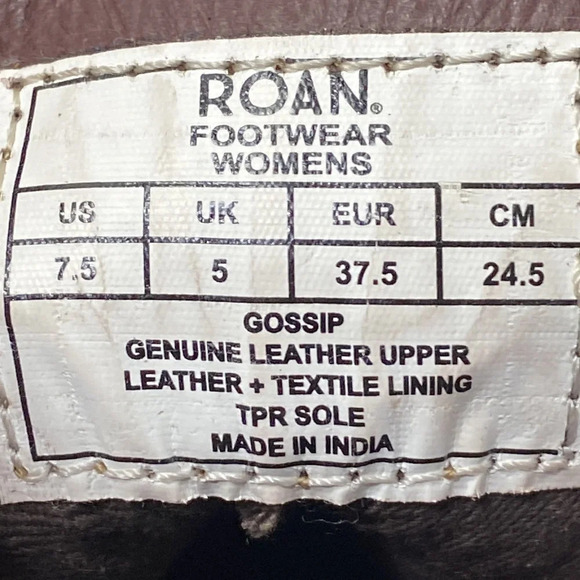 ROAN®
FOOTWEAR
WOMENS
US UK EUR CM
7.5 5 37.5 24.5
GOSSIP
GENUINE LEATHER UPPER
LEATHER + TEXTILE LINING
TPR SOLE
MADE IN INDIA